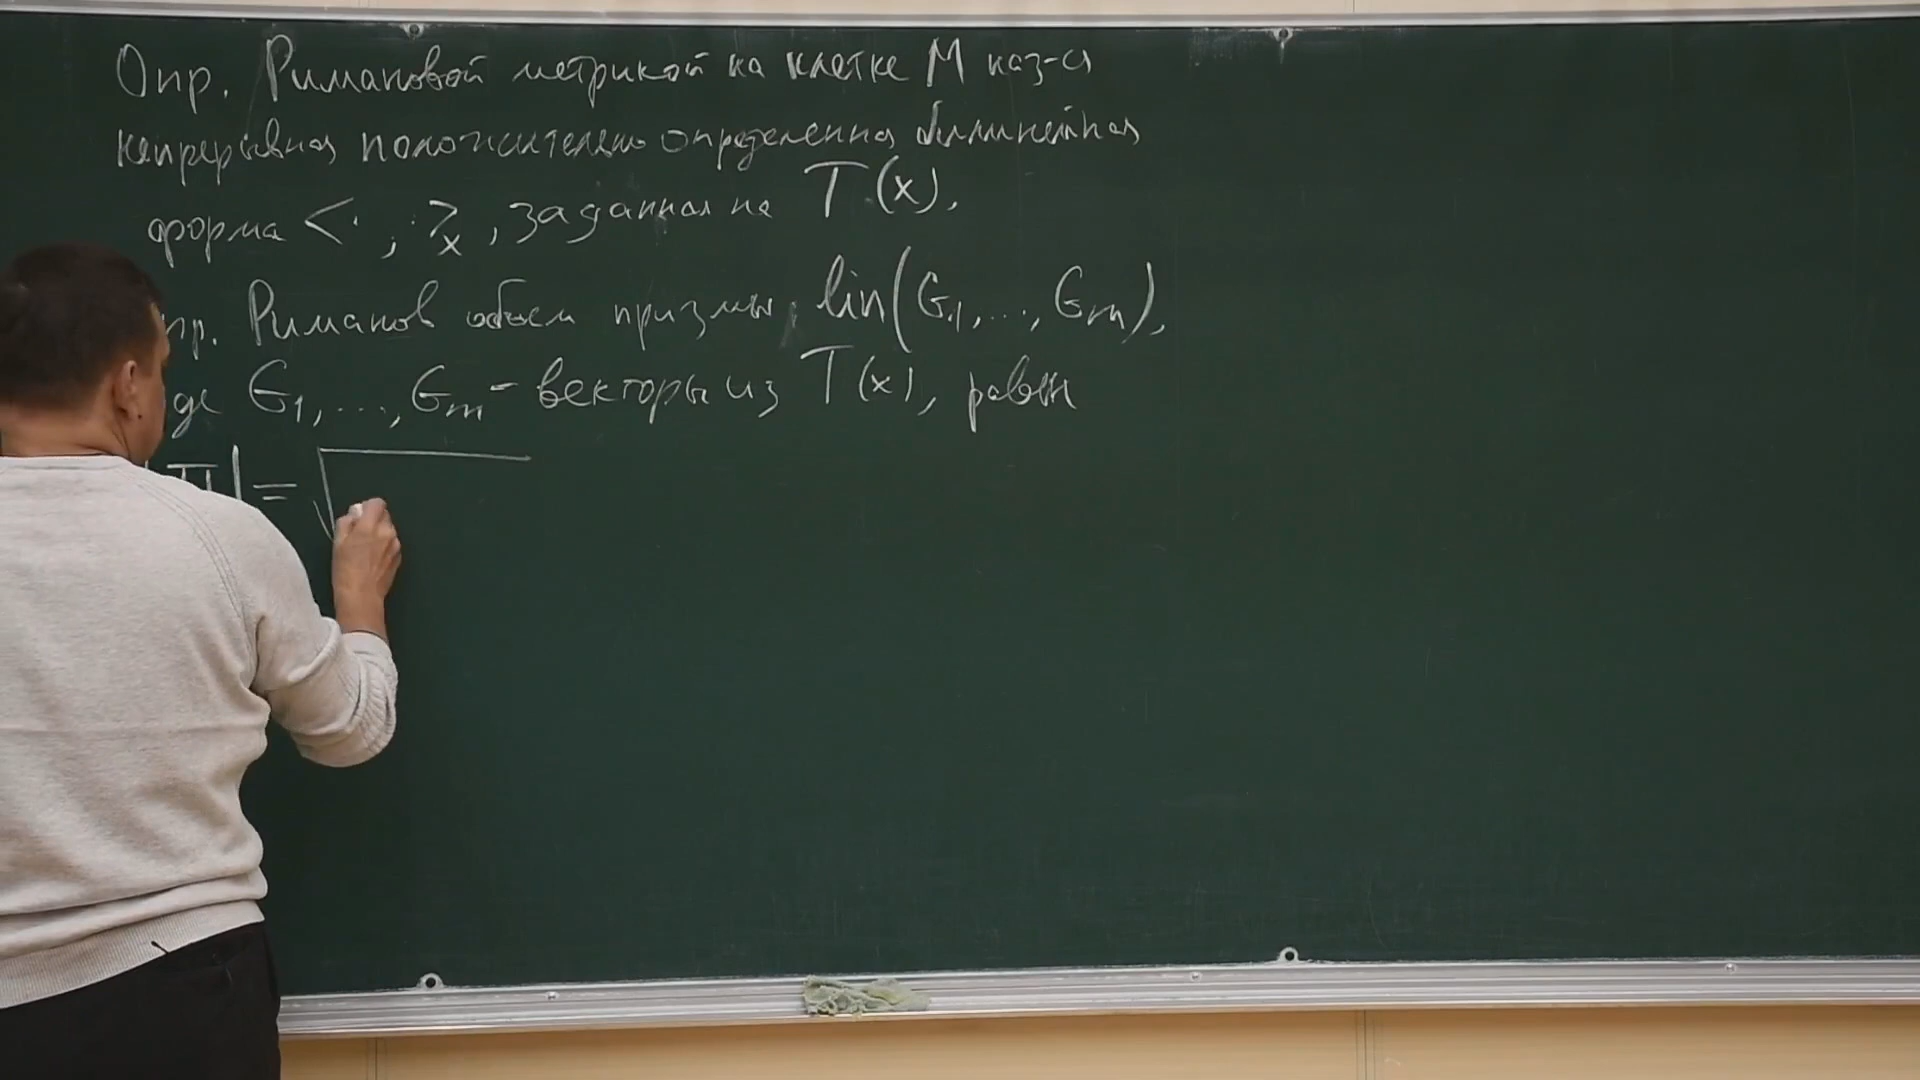 Опр. Римановой метрикой на клетке M наз-ся
непрерывная положительно определенная билинейная
форма <·, ·>ₓ, заданная на T(x).
пр. Риманов объем призмы lin(G₁, ..., Gₘ),
где G₁, ..., Gₘ - векторы из T(x), равен
|Π| = √